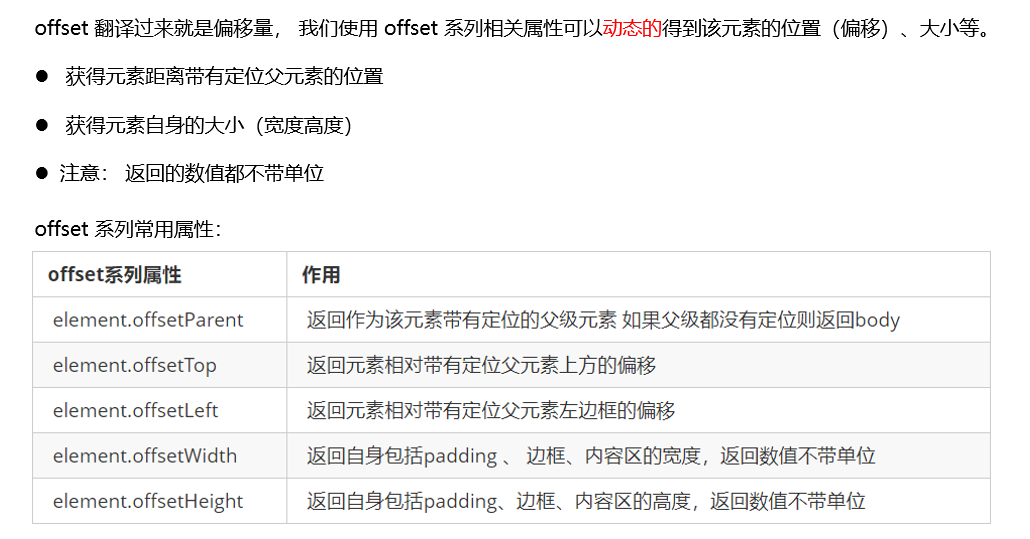 offset 翻译过来就是偏移量， 我们使用 offset 系列相关属性可以动态的得到该元素的位置（偏移）、大小等。
● 获得元素距离带有定位父元素的位置
● 获得元素自身的大小（宽度高度）
● 注意： 返回的数值都不带单位
offset 系列常用属性：
offset系列属性 作用
element.offsetParent 返回作为该元素带有定位的父级元素 如果父级都没有定位则返回body
element.offsetTop 返回元素相对带有定位父元素上方的偏移
element.offsetLeft 返回元素相对带有定位父元素左边框的偏移
element.offsetWidth 返回自身包括padding 、 边框、内容区的宽度，返回数值不带单位
element.offsetHeight 返回自身包括padding、边框、内容区的高度，返回数值不带单位